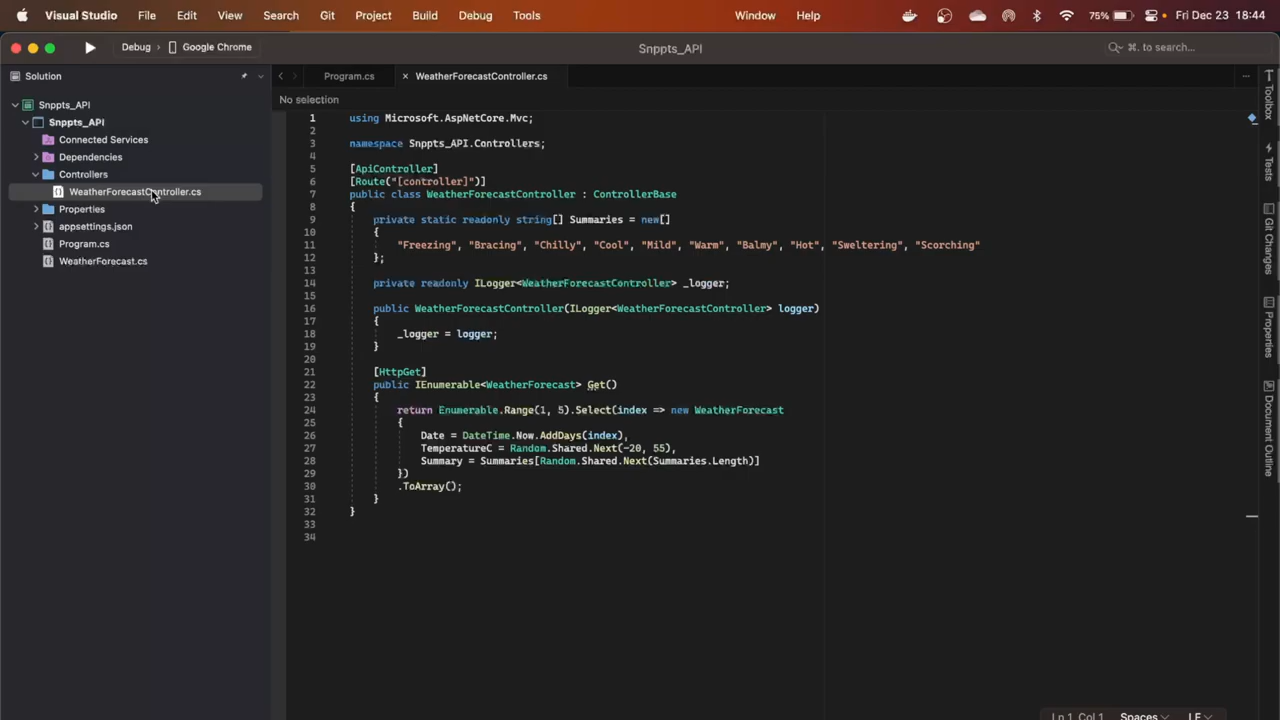 Visual Studio File Edit View Search Git Project Build Debug Tools Window Help 75% Fri Dec 23 18:44
Debug › Google Chrome Snppts_API ⌘. to search...
Solution Program.cs × WeatherForecastController.cs ...
No selection
Snppts_API
Snppts_API
Connected Services
Dependencies
Controllers
WeatherForecastController.cs
Properties
appsettings.json
Program.cs
WeatherForecast.cs
1 using Microsoft.AspNetCore.Mvc;
2
3 namespace Snppts_API.Controllers;
4
5 [ApiController]
6 [Route("[controller]")]
7 public class WeatherForecastController : ControllerBase
8 {
9 private static readonly string[] Summaries = new[]
10 {
11 "Freezing", "Bracing", "Chilly", "Cool", "Mild", "Warm", "Balmy", "Hot", "Sweltering", "Scorching"
12 };
13
14 private readonly ILogger<WeatherForecastController> _logger;
15
16 public WeatherForecastController(ILogger<WeatherForecastController> logger)
17 {
18 _logger = logger;
19 }
20
21 [HttpGet]
22 public IEnumerable<WeatherForecast> Get()
23 {
24 return Enumerable.Range(1, 5).Select(index => new WeatherForecast
25 {
26 Date = DateTime.Now.AddDays(index),
27 TemperatureC = Random.Shared.Next(-20, 55),
28 Summary = Summaries[Random.Shared.Next(Summaries.Length)]
29 })
30 .ToArray();
31 }
32 }
33
34
Toolbox
Tests
Git Changes
Properties
Document Outline
Ln 1, Col 1 Spaces LF